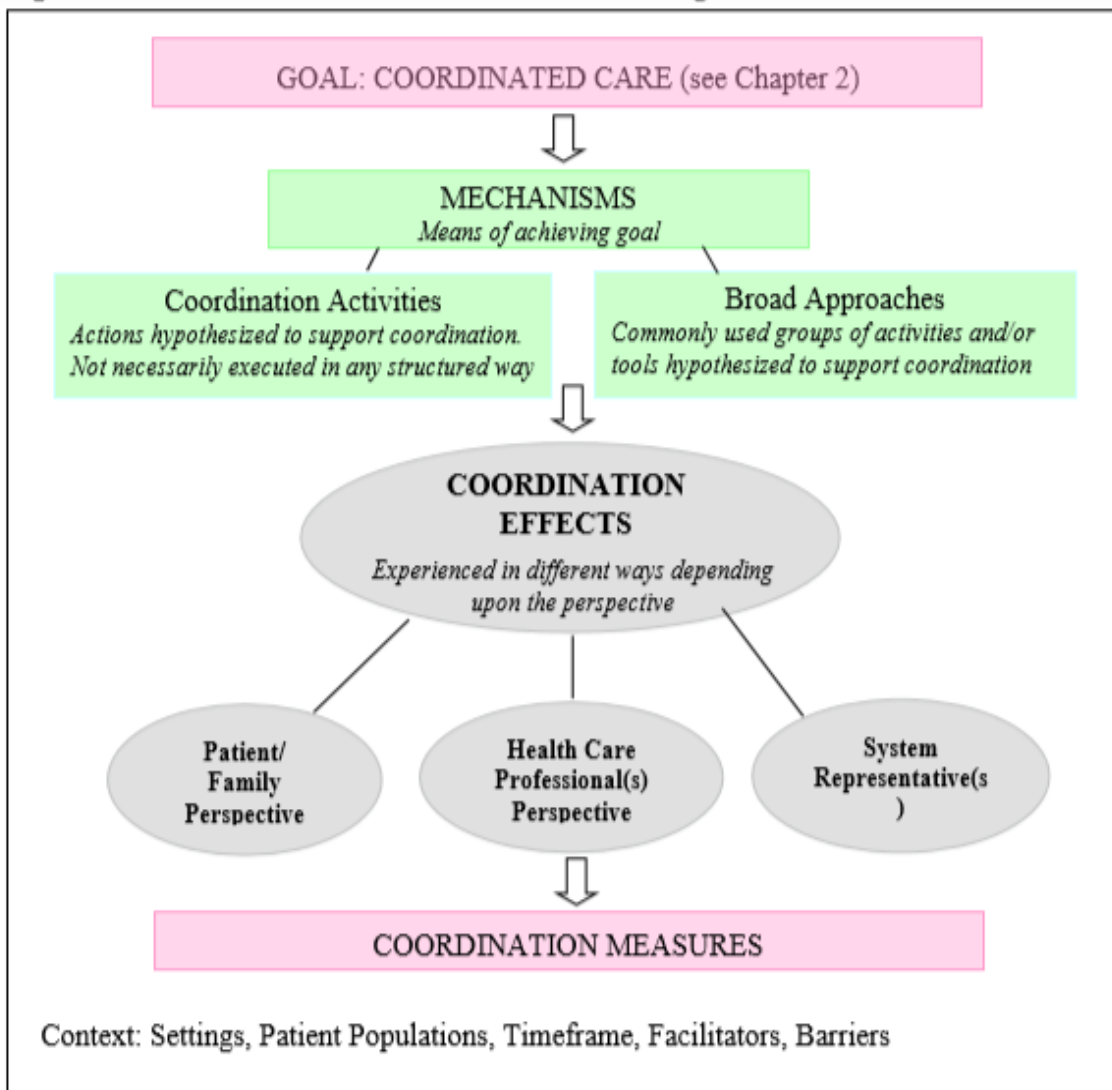 GOAL: COORDINATED CARE (see Chapter 2)
MECHANISMS
Means of achieving goal
Coordination Activities
Actions hypothesized to support coordination.
Not necessarily executed in any structured way
Broad Approaches
Commonly used groups of activities and/or
tools hypothesized to support coordination
COORDINATION
EFFECTS
Experienced in different ways depending
upon the perspective
Patient/
Family
Perspective
Health Care
Professional(s)
Perspective
System
Representative(s
)
COORDINATION MEASURES
Context: Settings, Patient Populations, Timeframe, Facilitators, Barriers